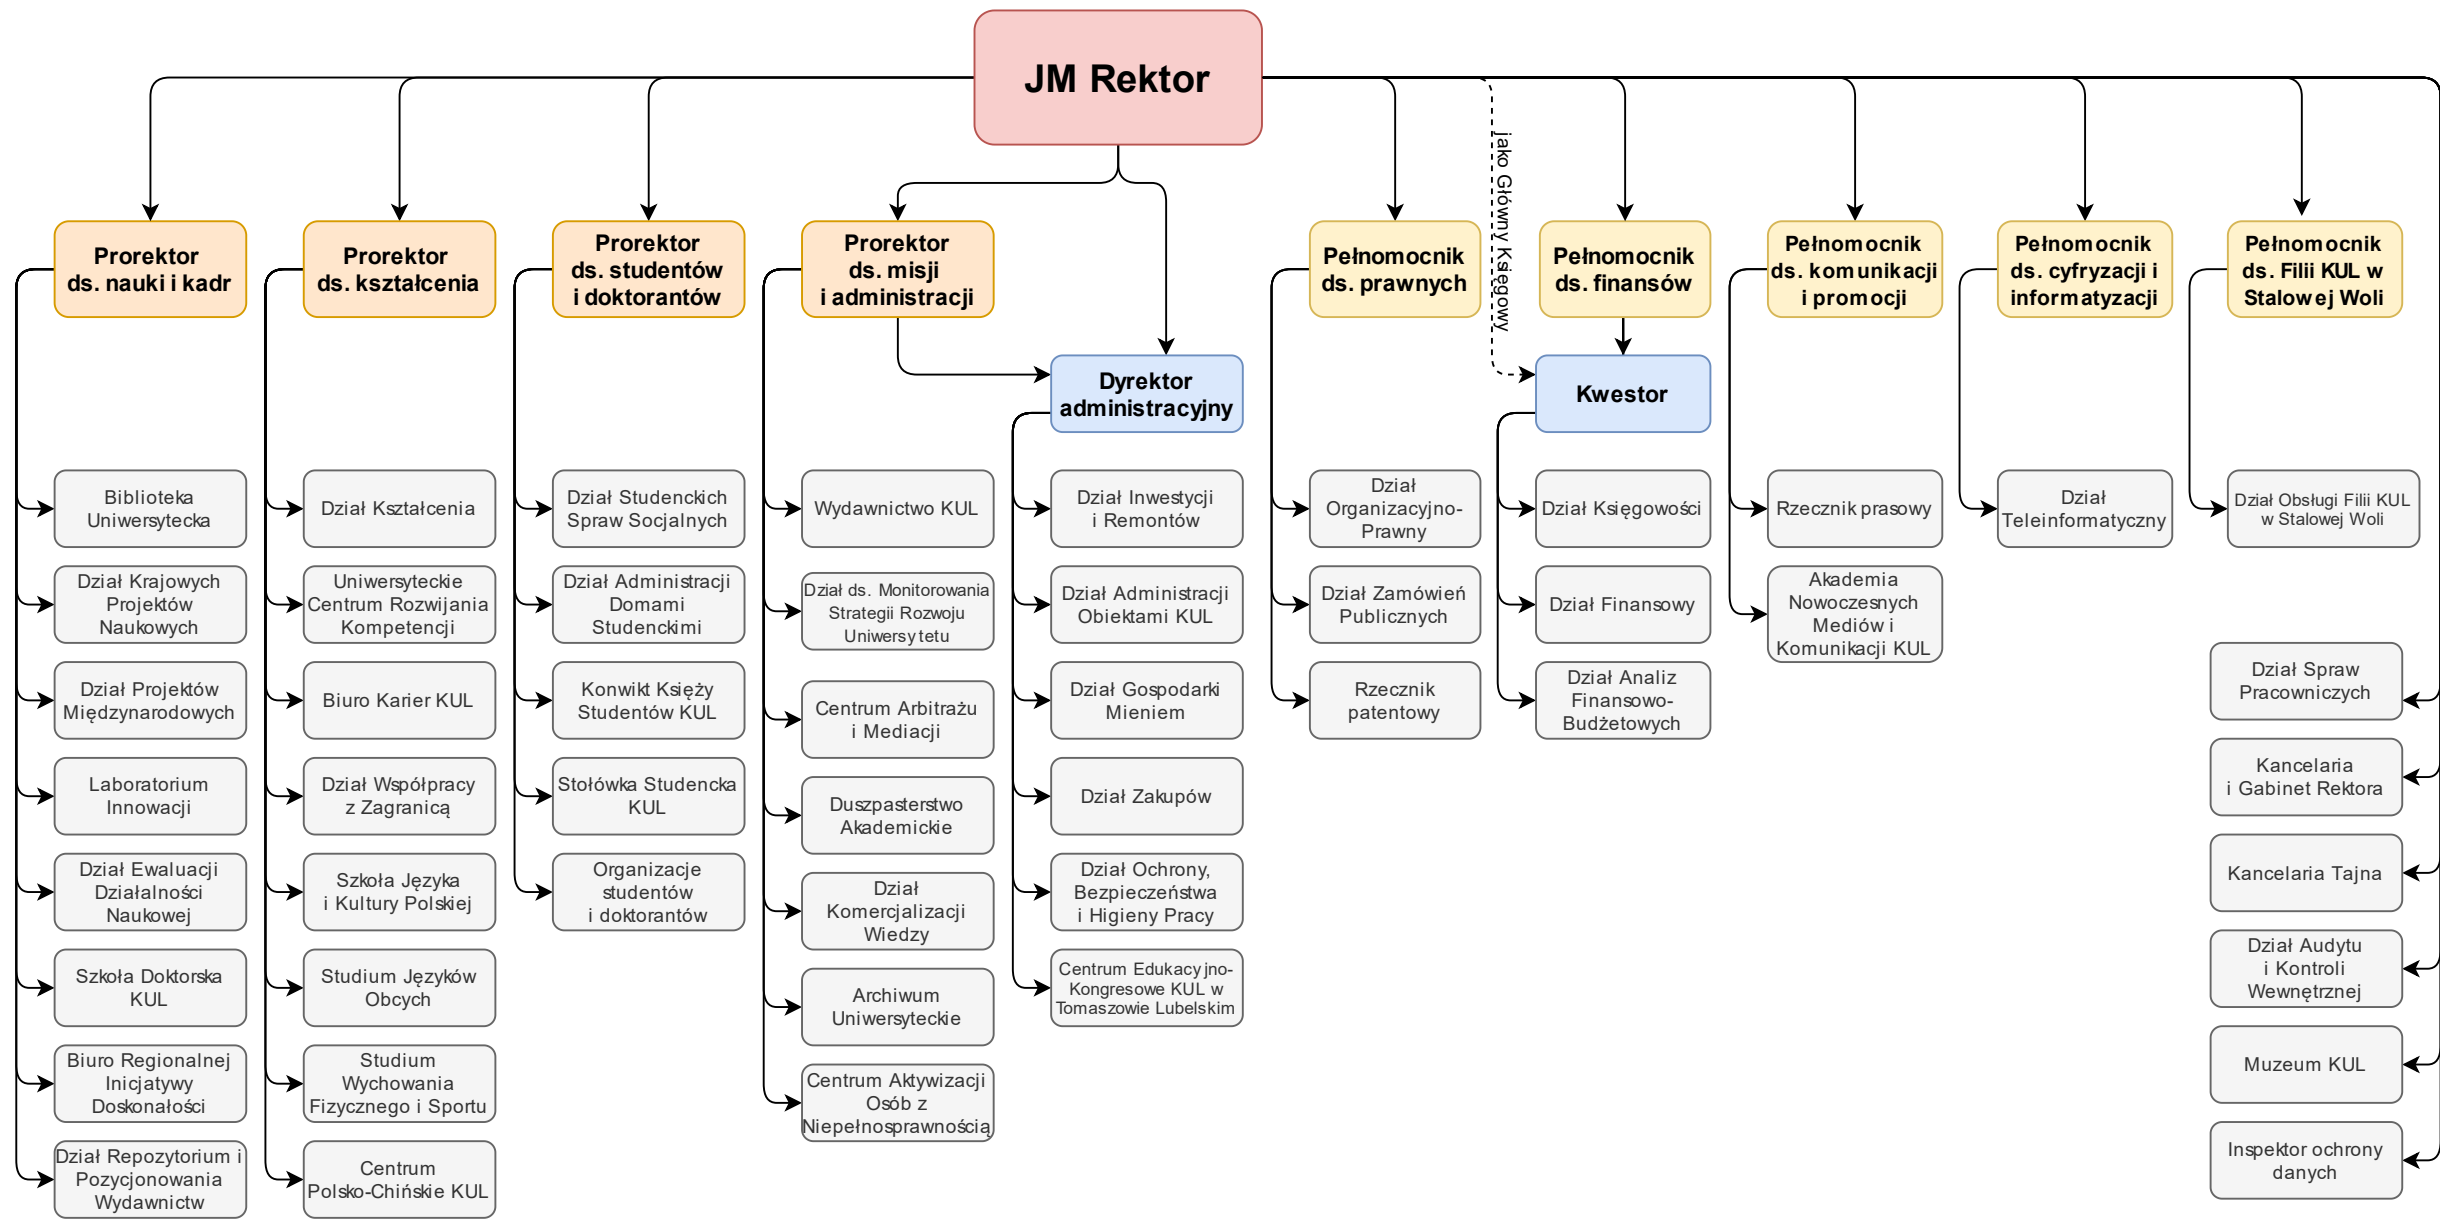 JM Rektor
jako Główny Księgowy
Prorektor
ds. nauki i kadr
Prorektor
ds. kształcenia
Prorektor
ds. studentów
i doktorantów
Prorektor
ds. misji
i administracji
Pełnomocnik
ds. prawnych
Pełnomocnik
ds. finansów
Pełnomocnik
ds. komunikacji
i promocji
Pełnomocnik
ds. cyfryzacji i
informatyzacji
Pełnomocnik
ds. Filii KUL w
Stalowej Woli
Dyrektor
administracyjny
Kwestor
Biblioteka
Uniwersytecka
Dział Krajowych
Projektów
Naukowych
Dział Projektów
Międzynarodowych
Laboratorium
Innowacji
Dział Ewaluacji
Działalności
Naukowej
Szkoła Doktorska
KUL
Biuro Regionalnej
Inicjatywy
Doskonałości
Dział Repozytorium i
Pozycjonowania
Wydawnictw
Dział Kształcenia
Uniwersyteckie
Centrum Rozwijania
Kompetencji
Biuro Karier KUL
Dział Współpracy
z Zagranicą
Szkoła Języka
i Kultury Polskiej
Studium Języków
Obcych
Studium
Wychowania
Fizycznego i Sportu
Centrum
Polsko-Chińskie KUL
Dział Studenckich
Spraw Socjalnych
Dział Administracji
Domami
Studenckimi
Konwikt Księży
Studentów KUL
Stołówka Studencka
KUL
Organizacje
studentów
i doktorantów
Wydawnictwo KUL
Dział ds. Monitorowania
Strategii Rozwoju
Uniwersytetu
Centrum Arbitrażu
i Mediacji
Duszpasterstwo
Akademickie
Dział
Komercjalizacji
Wiedzy
Archiwum
Uniwersyteckie
Centrum Aktywizacji
Osób z
Niepełnosprawnością
Dział Inwestycji
i Remontów
Dział Administracji
Obiektami KUL
Dział Gospodarki
Mieniem
Dział Zakupów
Dział Ochrony,
Bezpieczeństwa
i Higieny Pracy
Centrum Edukacyjno-
Kongresowe KUL w
Tomaszowie Lubelskim
Dział
Organizacyjno-
Prawny
Dział Zamówień
Publicznych
Rzecznik
patentowy
Dział Księgowości
Dział Finansowy
Dział Analiz
Finansowo-
Budżetowych
Rzecznik prasowy
Akademia
Nowoczesnych
Mediów i
Komunikacji KUL
Dział
Teleinformatyczny
Dział Obsługi Filii KUL
w Stalowej Woli
Dział Spraw
Pracowniczych
Kancelaria
i Gabinet Rektora
Kancelaria Tajna
Dział Audytu
i Kontroli
Wewnętrznej
Muzeum KUL
Inspektor ochrony
danych